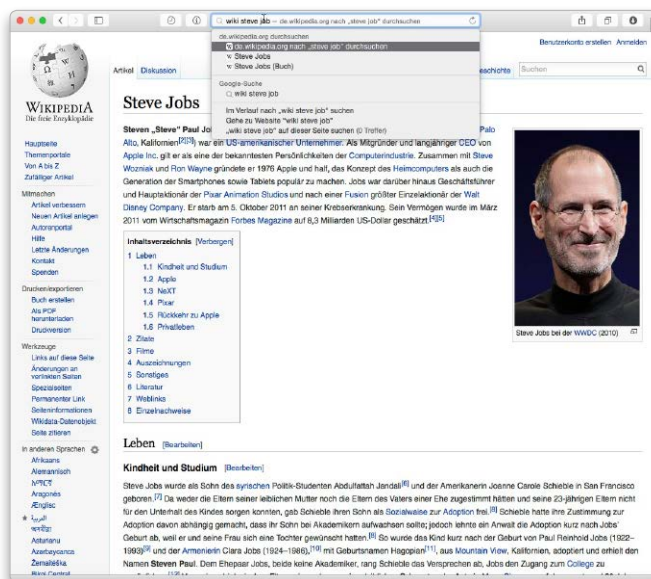 wiki steve job — de.wikipedia.org nach „steve job" durchsuchen
de.wikipedia.org durchsuchen
de.wikipedia.org nach „steve job" durchsuchen
Steve Jobs
Steve Jobs (Buch)
Google-Suche
wiki steve job
Im Verlauf nach „wiki steve job" suchen
Gehe zu Website "wiki steve job"
„wiki steve job" auf dieser Seite suchen (0 Treffer)
Benutzerkonto erstellen Anmelden
Artikel Diskussion
Suchen
WIKIPEDIA
Die freie Enzyklopädie
Hauptseite
Themenportale
Von A bis Z
Zufälliger Artikel
Mitmachen
Artikel verbessern
Neuen Artikel anlegen
Autorenportal
Hilfe
Letzte Änderungen
Kontakt
Spenden
Drucken/exportieren
Buch erstellen
Als PDF
herunterladen
Druckversion
Werkzeuge
Links auf diese Seite
Änderungen an
verlinkten Seiten
Spezialseiten
Permanenter Link
Seiteninformationen
Wikidata-Datenobjekt
Seite zitieren
In anderen Sprachen
Afrikaans
Alemannisch
አማርኛ
Aragonés
Ænglisc
العربية
অসমীয়া
Asturianu
Azərbaycanca
Žemaitėška
Bikol Central
Steve Jobs
Steven „Steve" Paul Palo
Alto, Kalifornien[2][3]) war ein US-amerikanischer Unternehmer. Als Mitgründer und langjähriger CEO von
Apple Inc. gilt er als eine der bekanntesten Persönlichkeiten der Computerindustrie. Zusammen mit Steve
Wozniak und Ron Wayne gründete er 1976 Apple und half, das Konzept des Heimcomputers als auch die
Generation der Smartphones sowie Tablets populär zu machen. Jobs war darüber hinaus Geschäftsführer
und Hauptaktionär der Pixar Animation Studios und nach einer Fusion größter Einzelaktionär der Walt
Disney Company. Er starb am 5. Oktober 2011 an seiner Krebserkrankung. Sein Vermögen wurde im März
2011 vom Wirtschaftsmagazin Forbes Magazine auf 8,3 Milliarden US-Dollar geschätzt.[4][5]
Inhaltsverzeichnis [Verbergen]
1 Leben
1.1 Kindheit und Studium
1.2 Apple
1.3 NeXT
1.4 Pixar
1.5 Rückkehr zu Apple
1.6 Privatleben
2 Zitate
3 Filme
4 Auszeichnungen
5 Sonstiges
6 Literatur
7 Weblinks
8 Einzelnachweise
Steve Jobs bei der WWDC (2010)
Leben [Bearbeiten]
Kindheit und Studium [Bearbeiten]
Steve Jobs wurde als Sohn des syrischen Politik-Studenten Abdulfattah Jandali[6] und der Amerikanerin Joanne Carole Schieble in San Francisco
geboren.[7] Da weder die Eltern seiner leiblichen Mutter noch die Eltern des Vaters einer Ehe zugestimmt hätten und seine 23-jährigen Eltern nicht
für den Unterhalt des Kindes sorgen konnten, gab Schieble ihren Sohn als Sozialwaise zur Adoption frei.[8] Schieble hatte ihre Zustimmung zur
Adoption davon abhängig gemacht, dass ihr Sohn bei Akademikern aufwachsen sollte; jedoch lehnte ein Anwalt die Adoption kurz nach Jobs'
Geburt ab, weil er und seine Frau sich eine Tochter gewünscht hatten.[8] So wurde das Kind kurz nach der Geburt von Paul Reinhold Jobs (1922–
1993)[9] und der Armenierin Clara Jobs (1924–1986),[10] mit Geburtsnamen Hagopian[11], aus Mountain View, Kalifornien, adoptiert und erhielt den
Namen Steven Paul. Dem Ehepaar Jobs, beide keine Akademiker, rang Schieble das Versprechen ab, Jobs den Zugang zum College zu